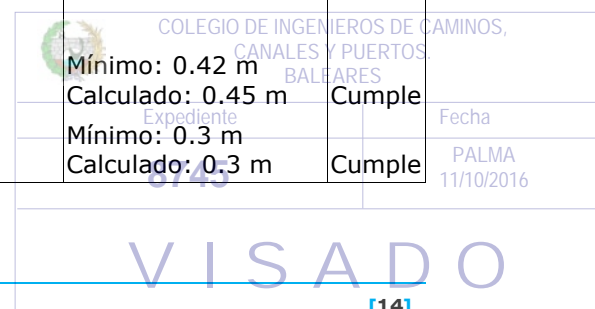 COLEGIO DE INGENIEROS DE CAMINOS,
CANALES Y PUERTOS.
BALEARES
Mínimo: 0.42 m
Calculado: 0.45 m Cumple
Expediente Fecha
Mínimo: 0.3 m
Calculado: 0.3 m Cumple
8745 PALMA
11/10/2016
VISADO
[14]